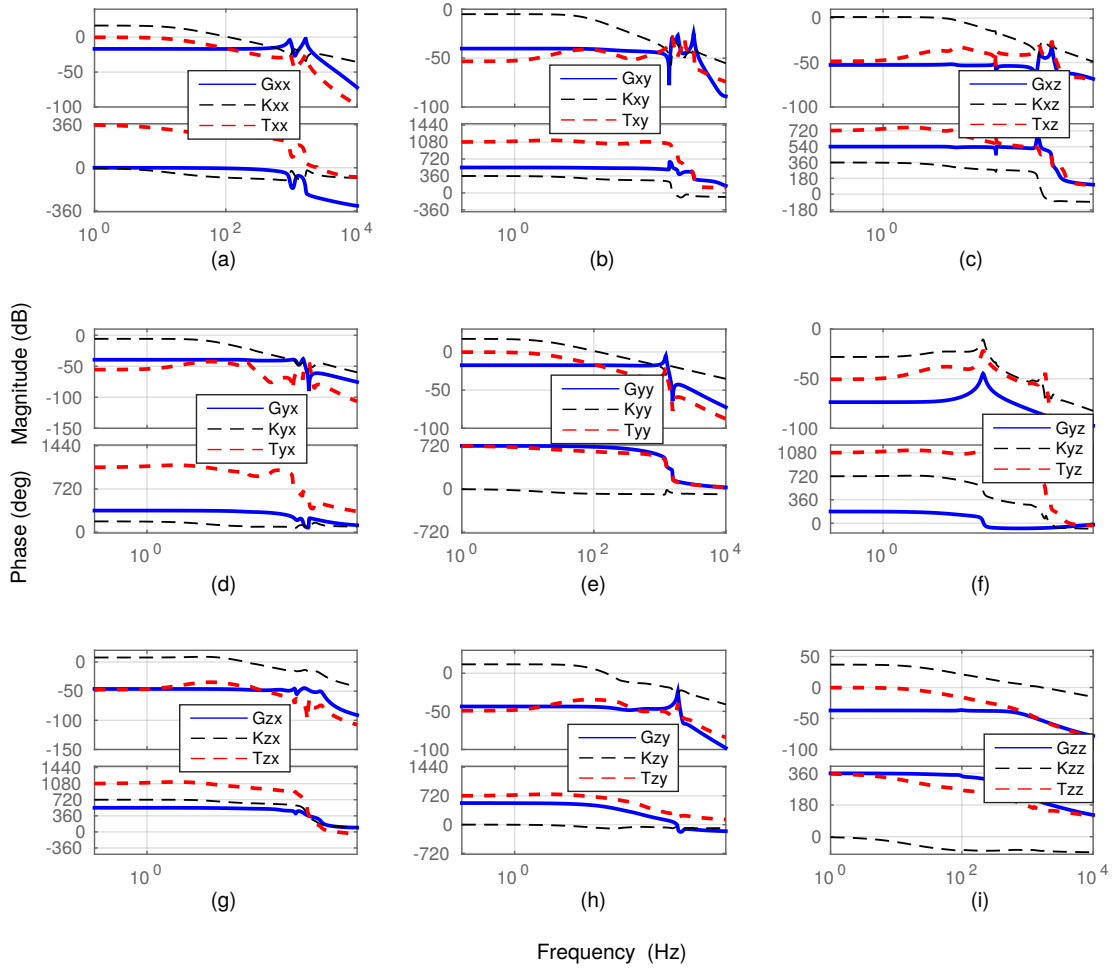 0
-50
-100
Gxx
Kxx
Txx
360
0
-360
10^0
10^2
10^4
(a)
0
-50
-100
Gxy
Kxy
Txy
1440
1080
720
360
0
-360
10^0
(b)
0
-50
-100
Gxz
Kxz
Txz
720
540
360
180
0
-180
10^0
(c)
Magnitude (dB)
Phase (deg)
0
-50
-100
-150
Gyx
Kyx
Tyx
1440
720
0
10^0
(d)
0
-50
-100
Gyy
Kyy
Tyy
720
0
-720
10^0
10^2
10^4
(e)
0
-50
-100
Gyz
Kyz
Tyz
1080
720
360
0
10^0
(f)
0
-50
-100
-150
Gzx
Kzx
Tzx
1440
1080
720
360
0
-360
10^0
(g)
0
-50
-100
Gzy
Kzy
Tzy
1440
720
0
-720
10^0
(h)
50
0
-50
-100
Gzz
Kzz
Tzz
360
180
0
10^0
10^2
10^4
(i)
Frequency (Hz)